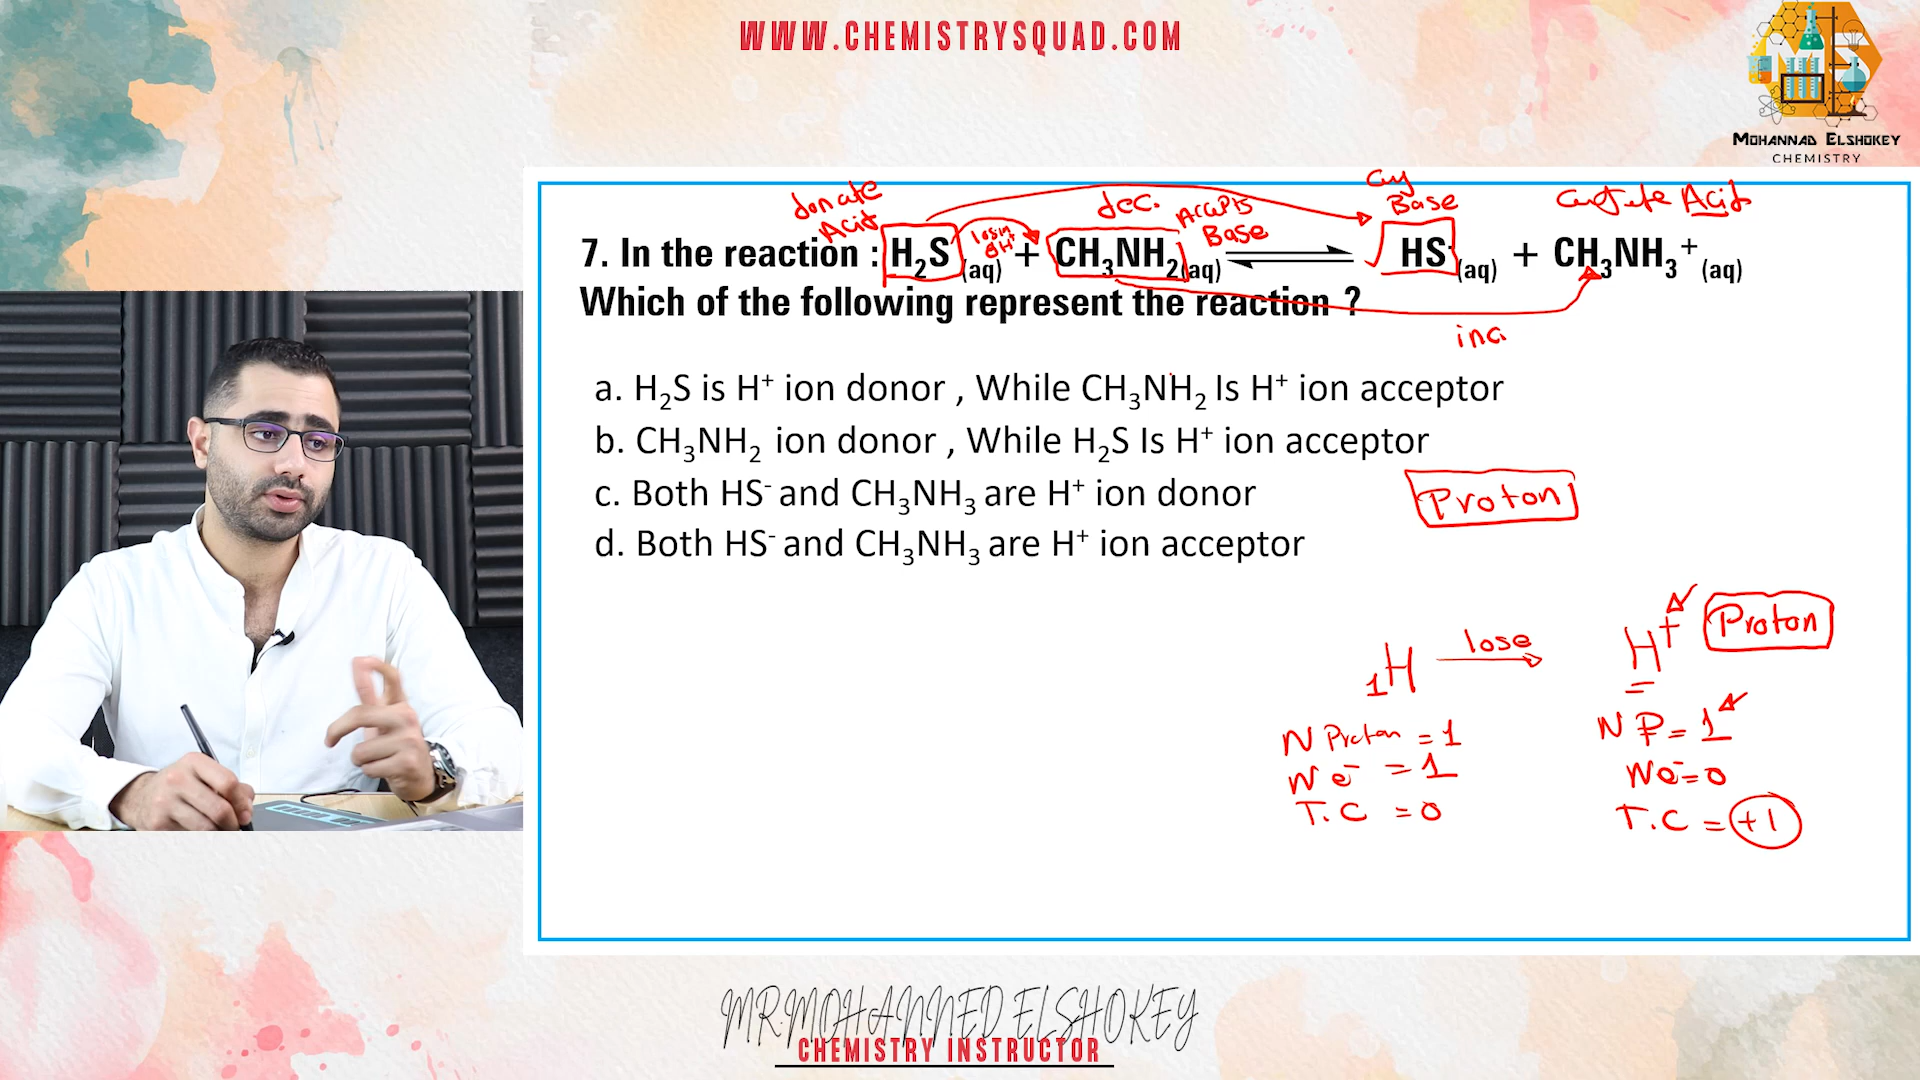 WWW.CHEMISTRYSQUAD.COM
MS
MOHANNAD ELSHOKEY
CHEMISTRY
donate
Acid
losing H⁺
dec.
Accepts
Base
Base
Acid
7. In the reaction : H₂S(aq) + CH₃NH₂(aq) ⇌ HS⁻(aq) + CH₃NH₃⁺(aq)
Which of the following represent the reaction ?
inc
a. H₂S is H⁺ ion donor , While CH₃NH₂ Is H⁺ ion acceptor
b. CH₃NH₂ ion donor , While H₂S Is H⁺ ion acceptor
c. Both HS⁻ and CH₃NH₃ are H⁺ ion donor
Proton
d. Both HS⁻ and CH₃NH₃ are H⁺ ion acceptor
₁H lose → H⁺ Proton
N Proton = 1
N e⁻ = 1
T.C = 0
N P = 1
N e⁻ = 0
T.C = +1
MR.MOHANNED ELSHOKEY
CHEMISTRY INSTRUCTOR